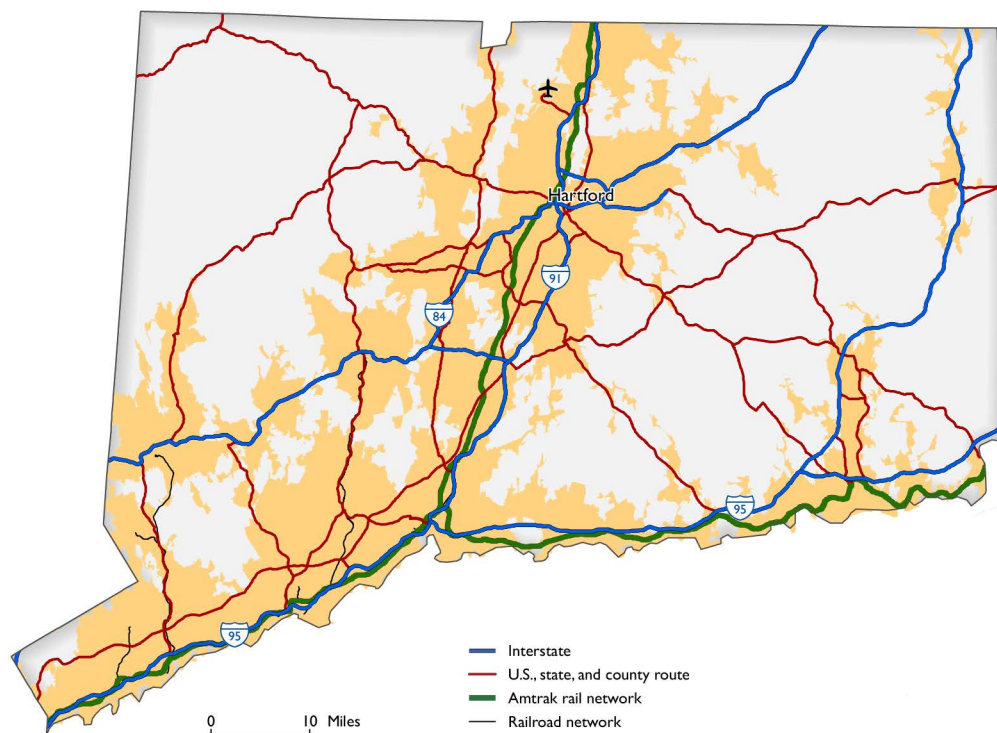 Hartford
91
84
95
95
Interstate
U.S., state, and county route
Amtrak rail network
Railroad network
0 10 Miles